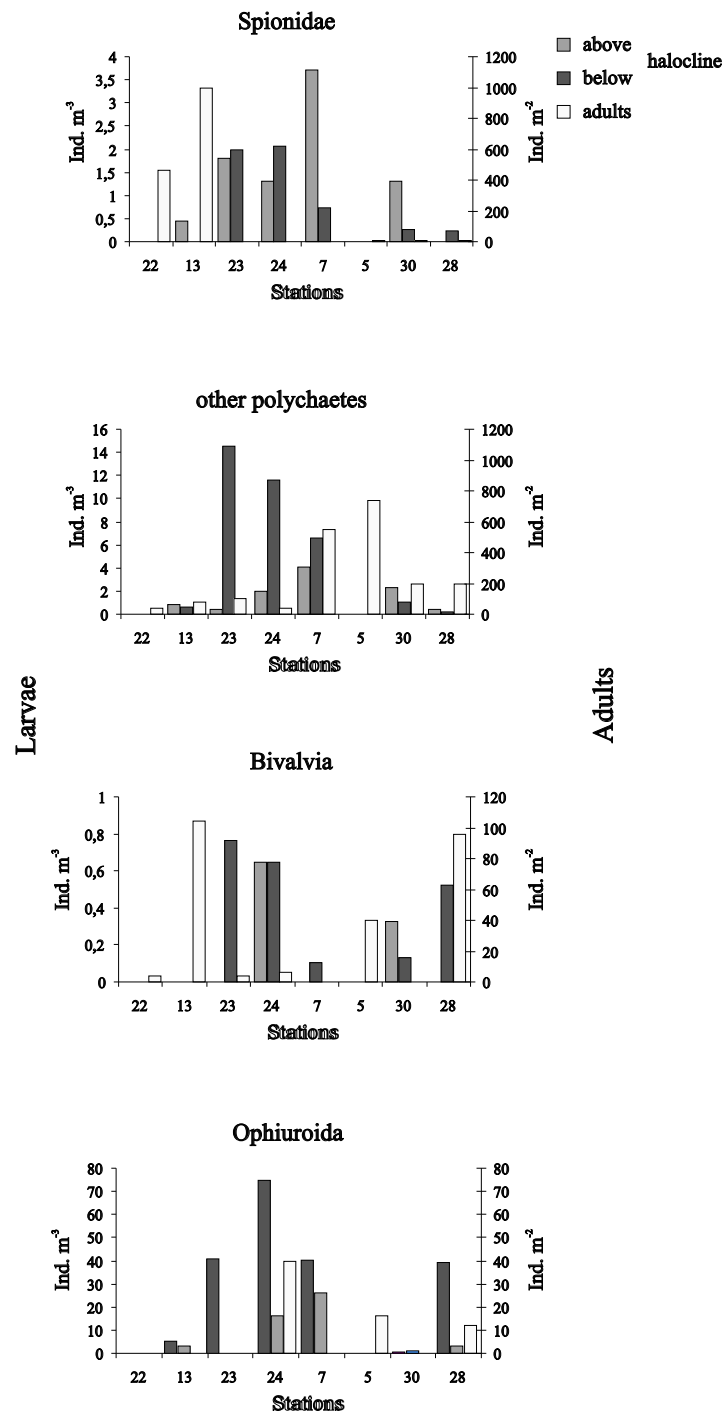 Spionidae
above
below
adults
halocline
Ind. m-3
4
3,5
3
2,5
2
1,5
1
0,5
0
1200
1000
800
600
400
200
0
Ind. m-2
22 13 23 24 7 5 30 28
Stations
other polychaetes
Ind. m-3
16
14
12
10
8
6
4
2
0
1200
1000
800
600
400
200
0
Ind. m-2
22 13 23 24 7 5 30 28
Stations
Larvae
Adults
Bivalvia
Ind. m-3
1
0,8
0,6
0,4
0,2
0
120
100
80
60
40
20
0
Ind. m-2
22 13 23 24 7 5 30 28
Stations
Ophiuroida
Ind. m-3
80
70
60
50
40
30
20
10
0
80
70
60
50
40
30
20
10
0
Ind. m-2
22 13 23 24 7 5 30 28
Stations